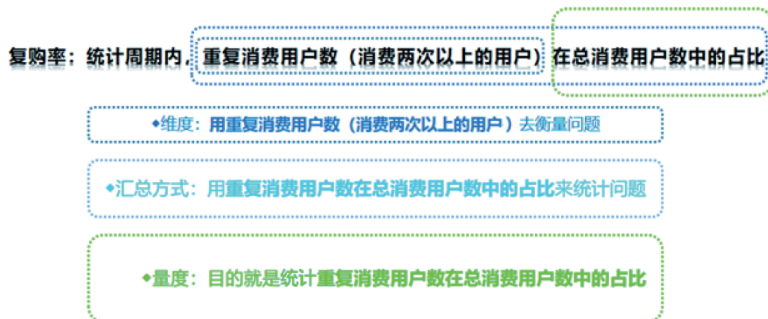 复购率：统计周期内，重复消费用户数（消费两次以上的用户）在总消费用户数中的占比
◆维度：用重复消费用户数（消费两次以上的用户）去衡量问题
◆汇总方式：用重复消费用户数在总消费用户数中的占比来统计问题
◆量度：目的就是统计重复消费用户数在总消费用户数中的占比